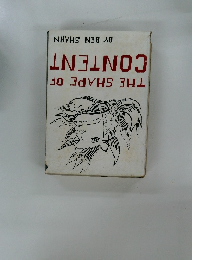 THE SHAPE OF
CONTENT
BY BEN SHAHN